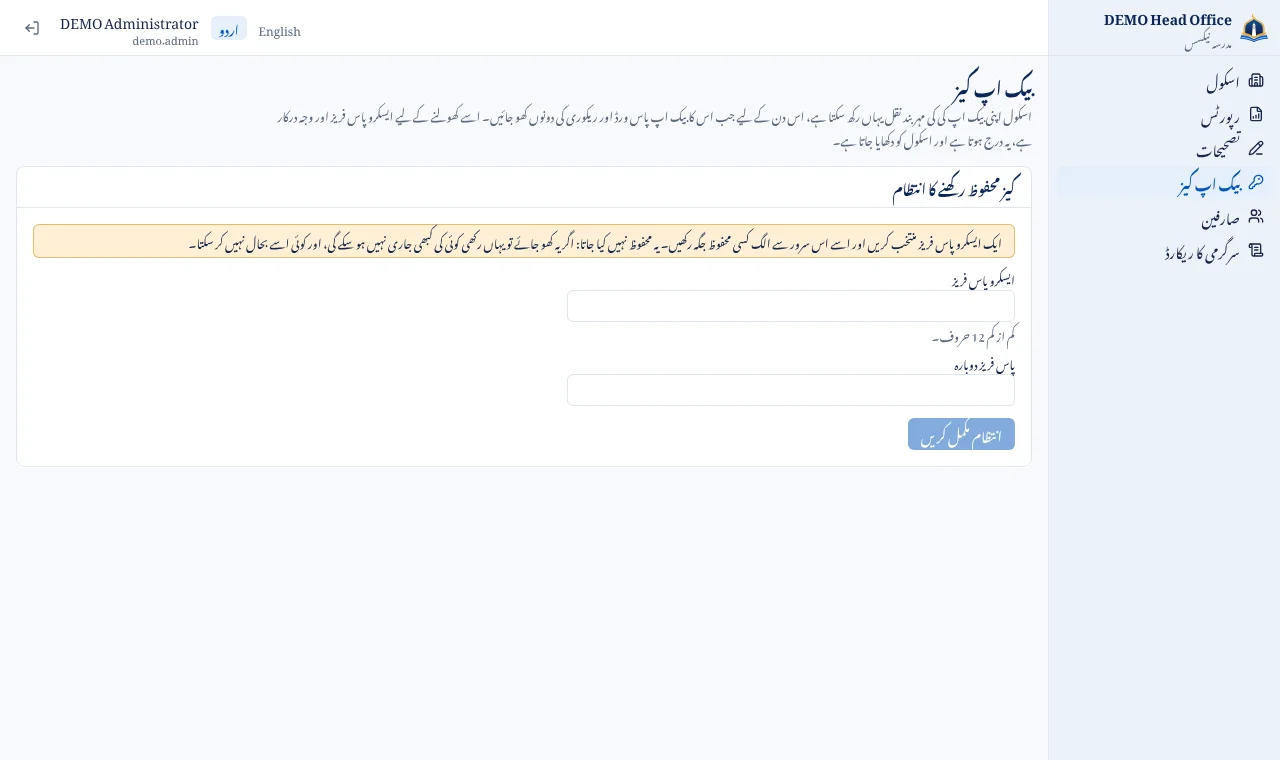 DEMO Head Office
مدرسہ نیکسس
اسکول
رپورٹس
تصحیحات
بیک اپ کیز
صارفین
سرگرمی کا ریکارڈ
English
اردو
DEMO Administrator
demo.admin
بیک اپ کیز
اسکول اپنی بیک اپ کی کی مہر بند نقل یہاں رکھ سکتا ہے، اس دن کے لیے جب اس کا بیک اپ پاس ورڈ اور ریکوری کی دونوں کھو جائیں۔ اسے کھولنے کے لیے ایسکرو پاس فریز اور وجہ درکار
ہے، یہ درج ہوتا ہے اور اسکول کو دکھایا جاتا ہے۔
کیز محفوظ رکھنے کا انتظام
ایک ایسکرو پاس فریز منتخب کریں اور اسے اس سرور سے الگ کسی محفوظ جگہ رکھیں۔ یہ محفوظ نہیں کیا جاتا: اگر یہ کھو جائے تو یہاں رکھی کوئی کی کبھی جاری نہیں ہو سکے گی، اور کوئی اسے بحال نہیں کر سکتا۔
ایسکرو پاس فریز
کم از کم 12 حروف۔
پاس فریز دوبارہ
انتظام مکمل کریں